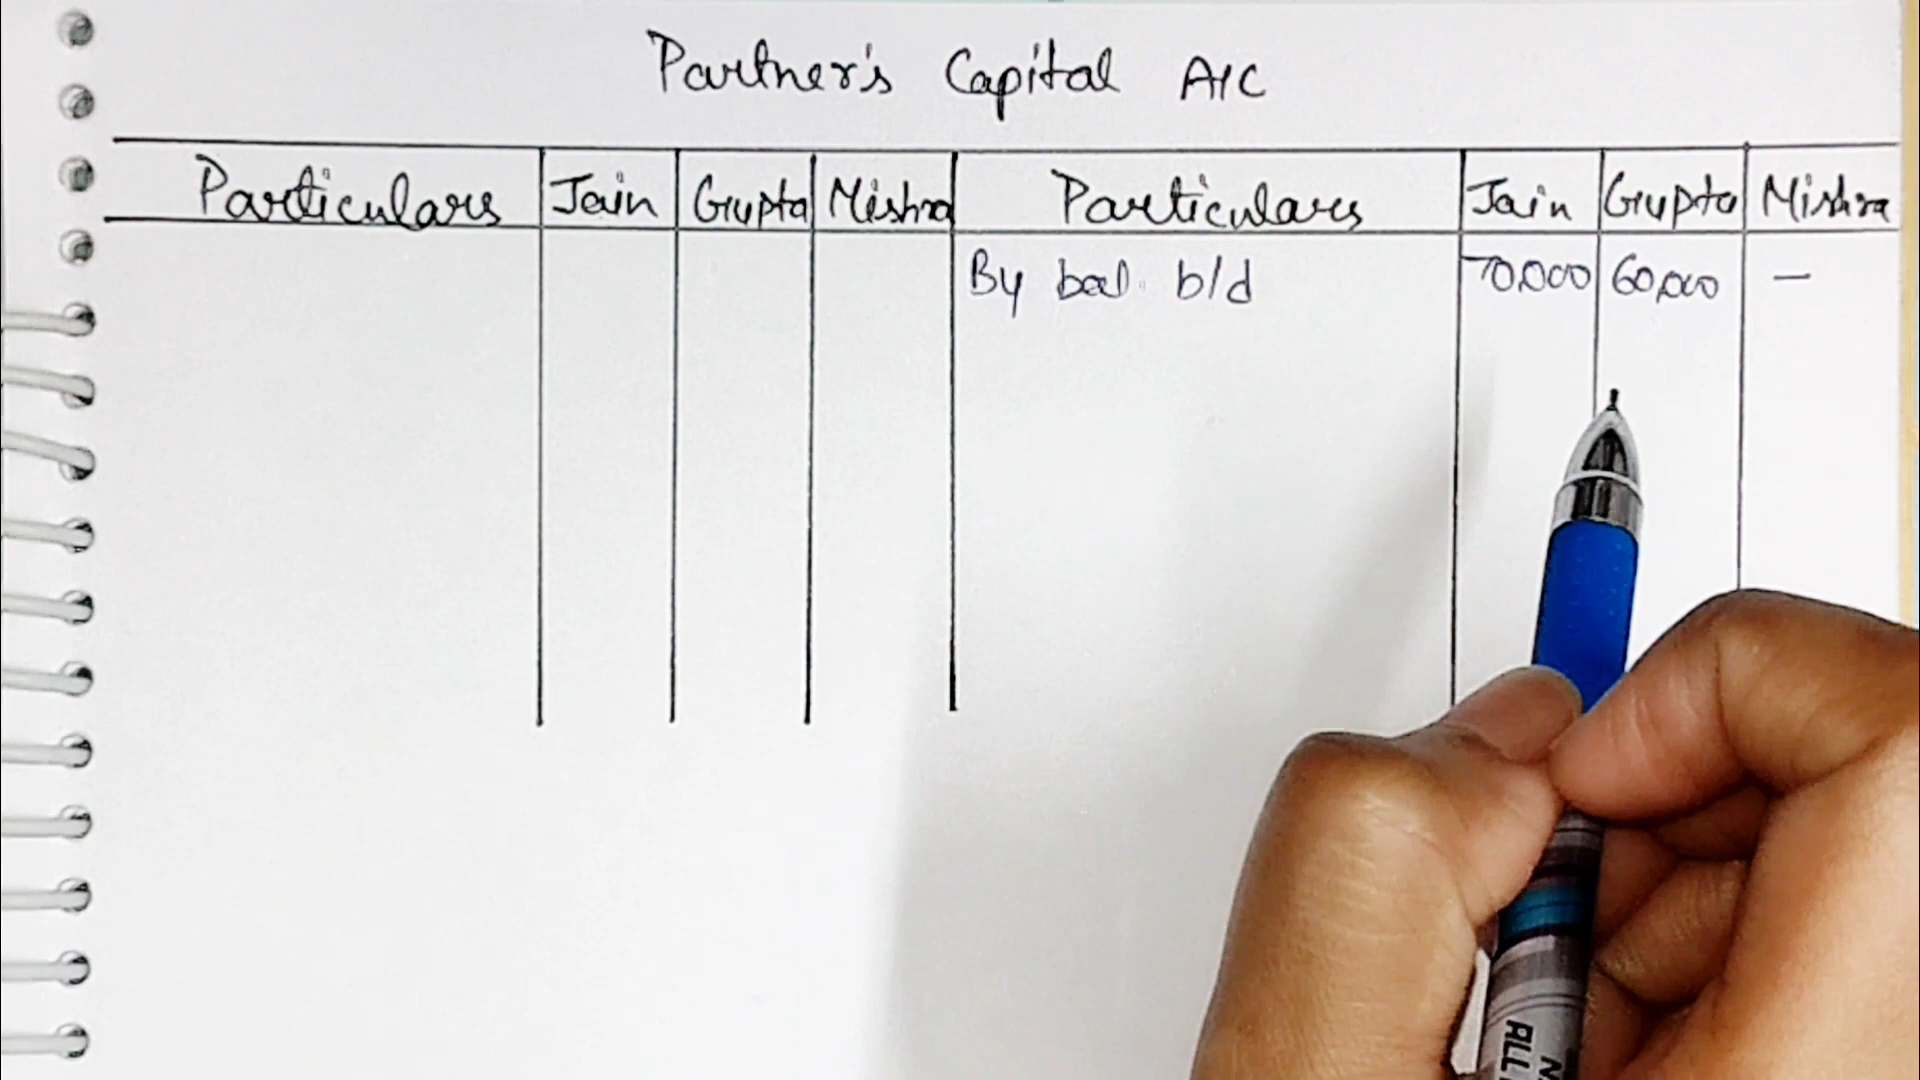 Partner's Capital A/C
Particulars Jain Gupta Mishra Particulars Jain Gupta Mishra
By bal. b/d 70,000 60,000 —